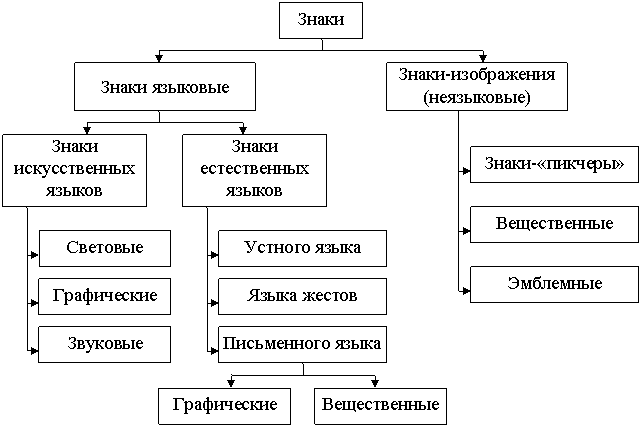 Знаки
Знаки языковые
Знаки-изображения
(неязыковые)
Знаки
искусственных
языков
Знаки
естественных
языков
Знаки-«пикчеры»
Вещественные
Эмблемные
Световые
Графические
Звуковые
Устного языка
Языка жестов
Письменного языка
Графические
Вещественные